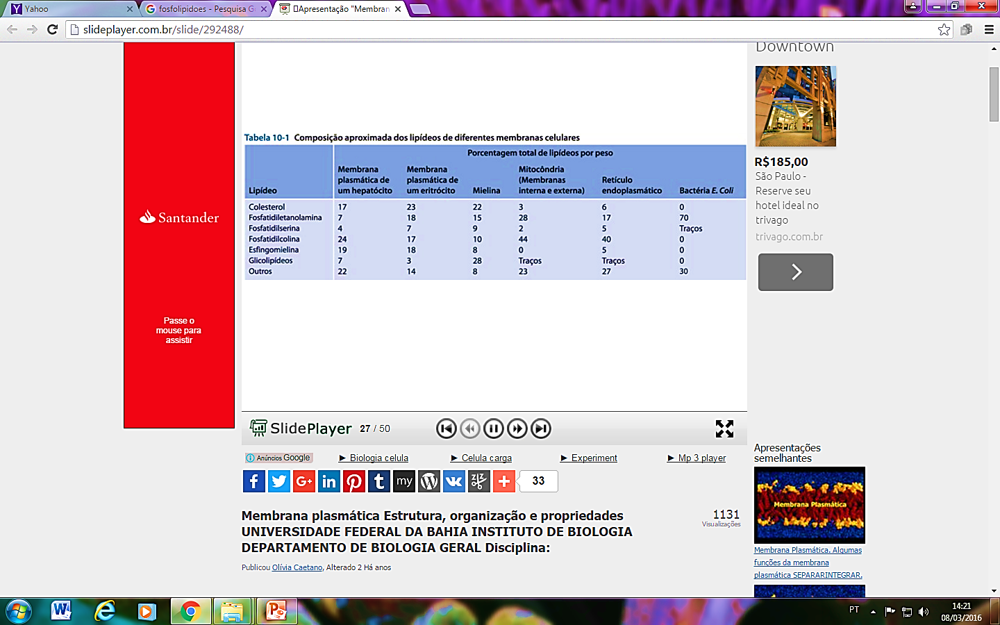 Yahoo
fosfolipidoes - Pesquisa G
Apresentação "Membran
slideplayer.com.br/slide/292488/
Santander
Passe o
mouse para
assistir
Tabela 10-1 Composição aproximada dos lipídeos de diferentes membranas celulares
Porcentagem total de lipídeos por peso
Lipídeo Membrana plasmática de um hepatócito Membrana plasmática de um eritrócito Mielina Mitocôndria (Membranas interna e externa) Retículo endoplasmático Bactéria E. Coli
Colesterol 17 23 22 3 6 0
Fosfatidiletanolamina 7 18 15 28 17 70
Fosfatidilserina 4 7 9 2 5 Traços
Fosfatidilcolina 24 17 10 44 40 0
Esfingomielina 19 18 8 0 5 0
Glicolipídeos 7 3 28 Traços Traços 0
Outros 22 14 8 23 27 30
SlidePlayer 27 / 50
Anúncios Google ► Biologia celula ► Celula carga ► Experiment ► Mp 3 player
my
33
Membrana plasmática Estrutura, organização e propriedades
UNIVERSIDADE FEDERAL DA BAHIA INSTITUTO DE BIOLOGIA
DEPARTAMENTO DE BIOLOGIA GERAL Disciplina:
1131
Visualizações
Publicou Olívia Caetano, Alterado 2 Há anos
Downtown
R$185,00
São Paulo -
Reserve seu
hotel ideal no
trivago
trivago.com.br
Apresentações
semelhantes
Membrana Plasmática
Membrana Plasmática. Algumas
funções da membrana
plasmática SEPARARINTEGRAR.
PT
14:21
08/03/2016